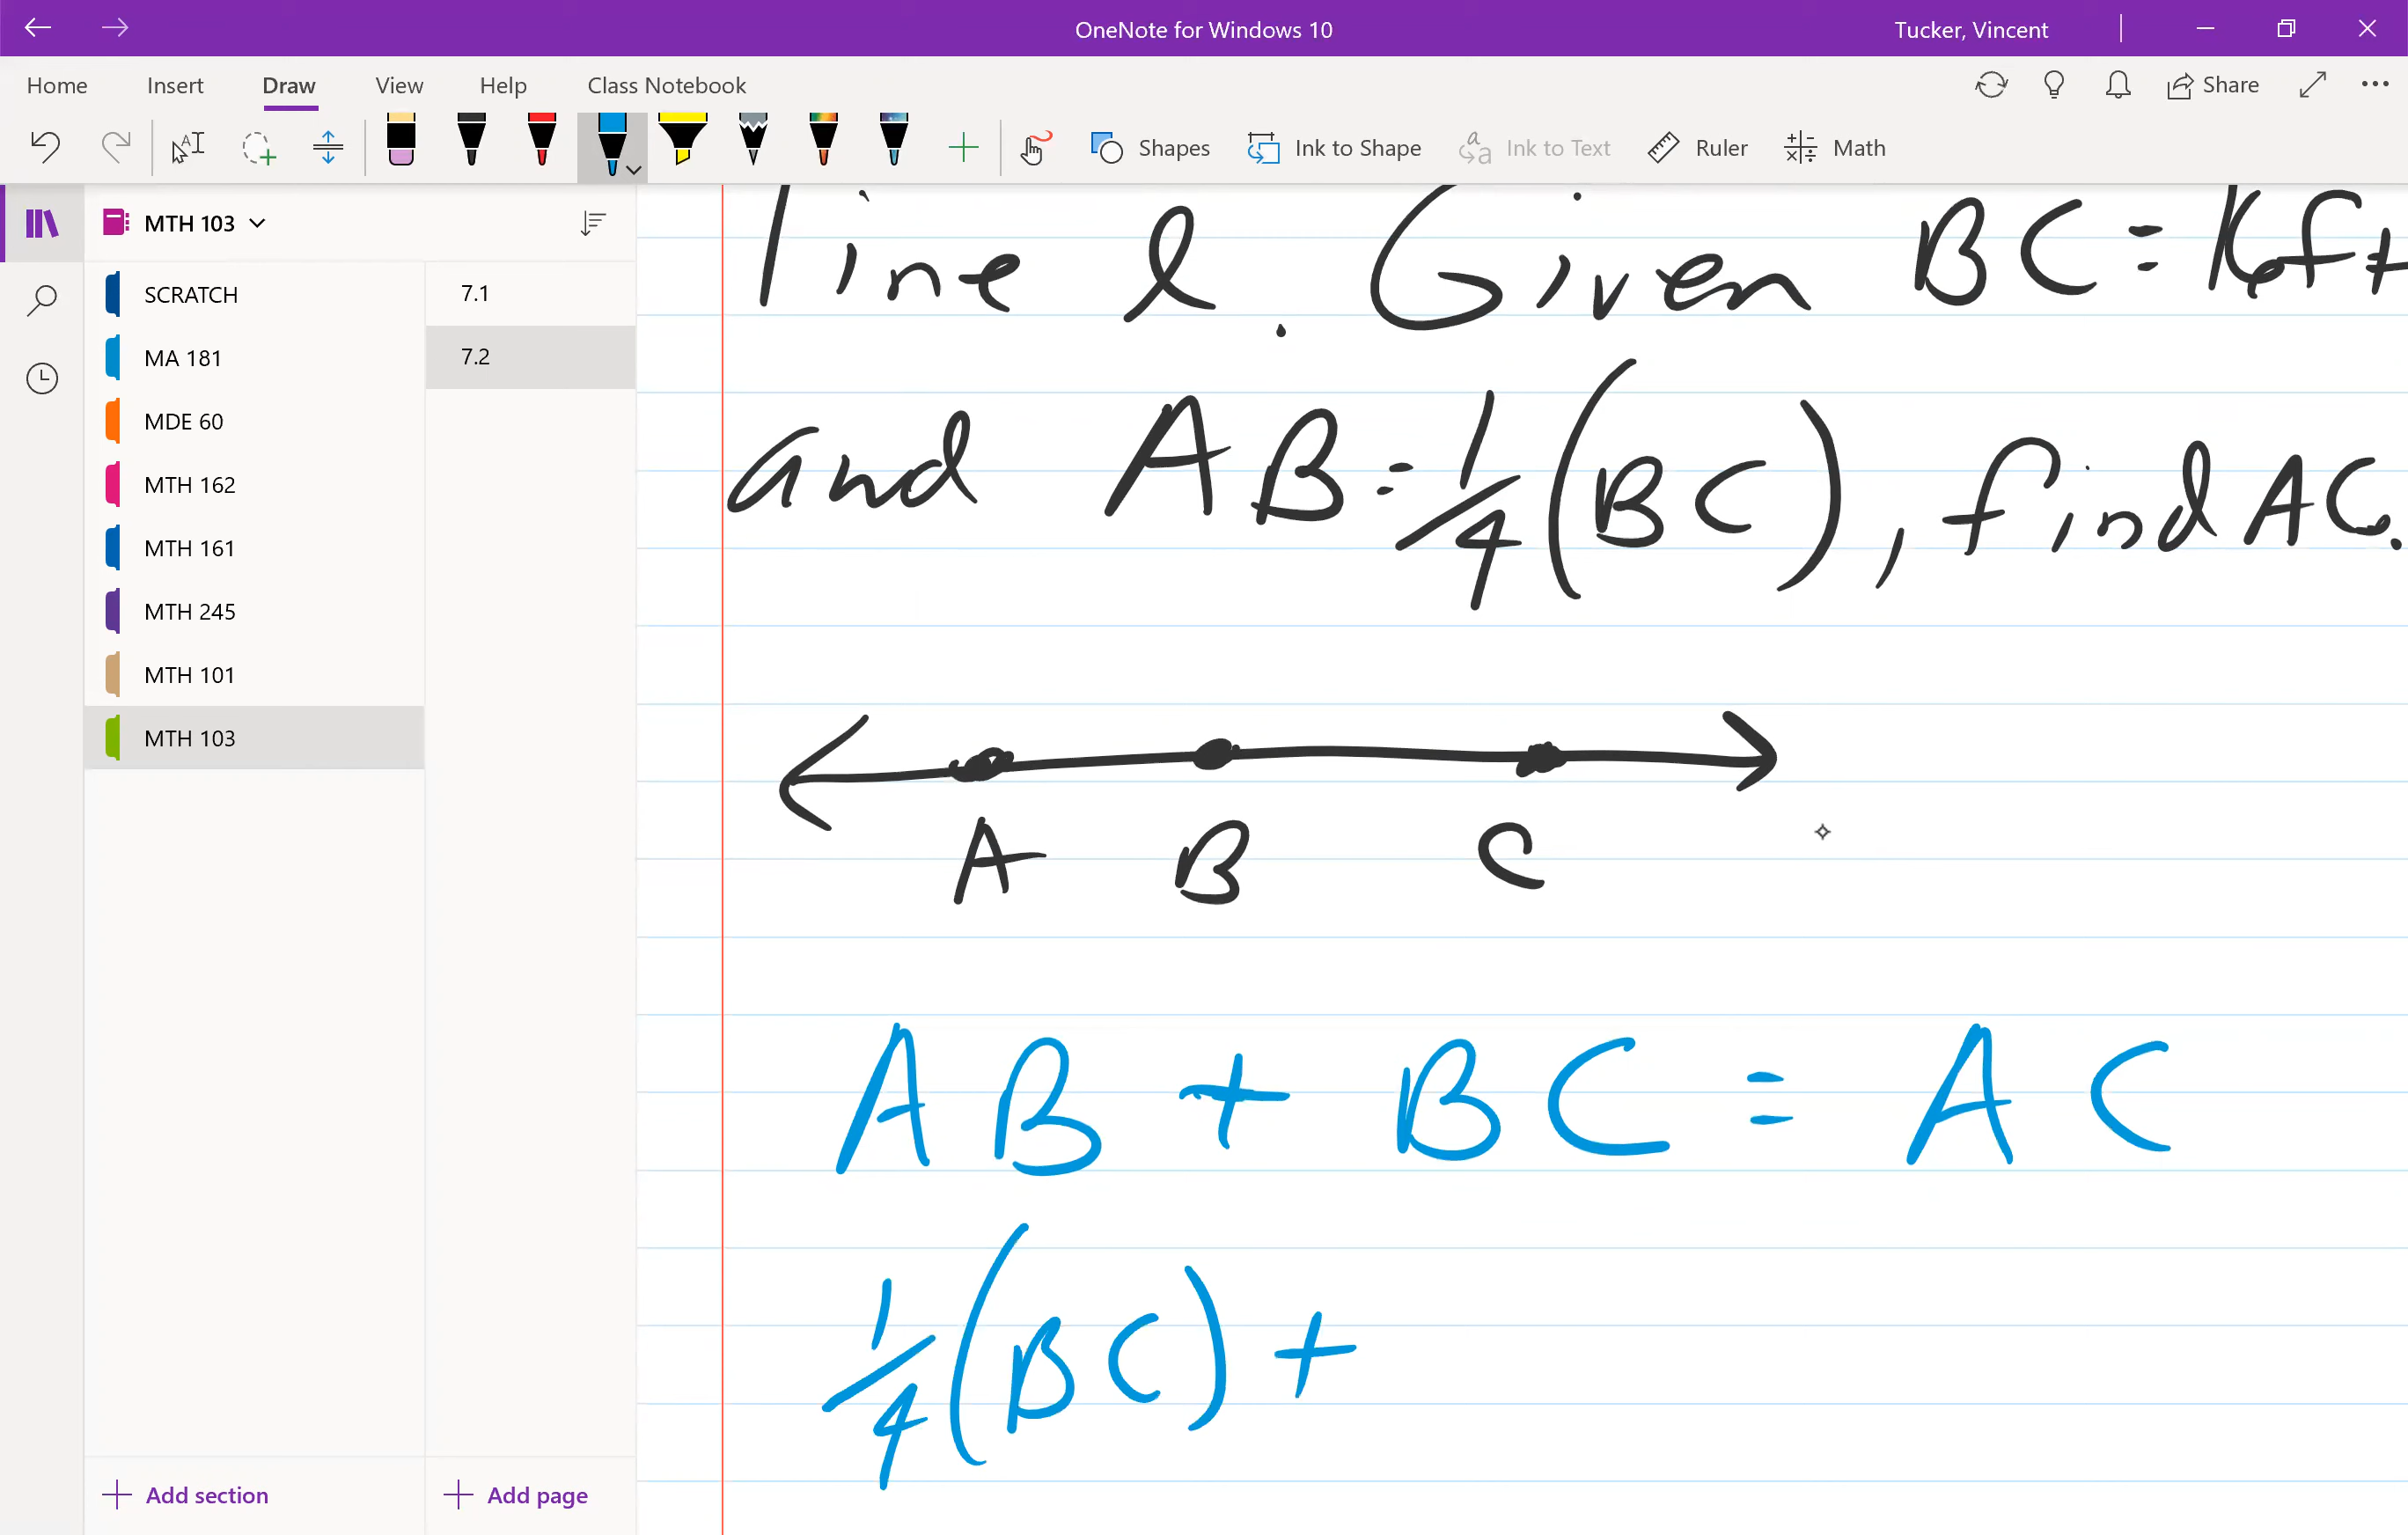 OneNote for Windows 10 Tucker, Vincent
Home Insert Draw View Help Class Notebook Share
Shapes Ink to Shape Ink to Text Ruler Math
MTH 103
SCRATCH
MA 181
MDE 60
MTH 162
MTH 161
MTH 245
MTH 101
MTH 103
Add section
7.1
7.2
Add page
line l. Given BC = 16ft
and AB = 1/4 (BC), find AC.
A B C
AB + BC = AC
1/4 (BC) +